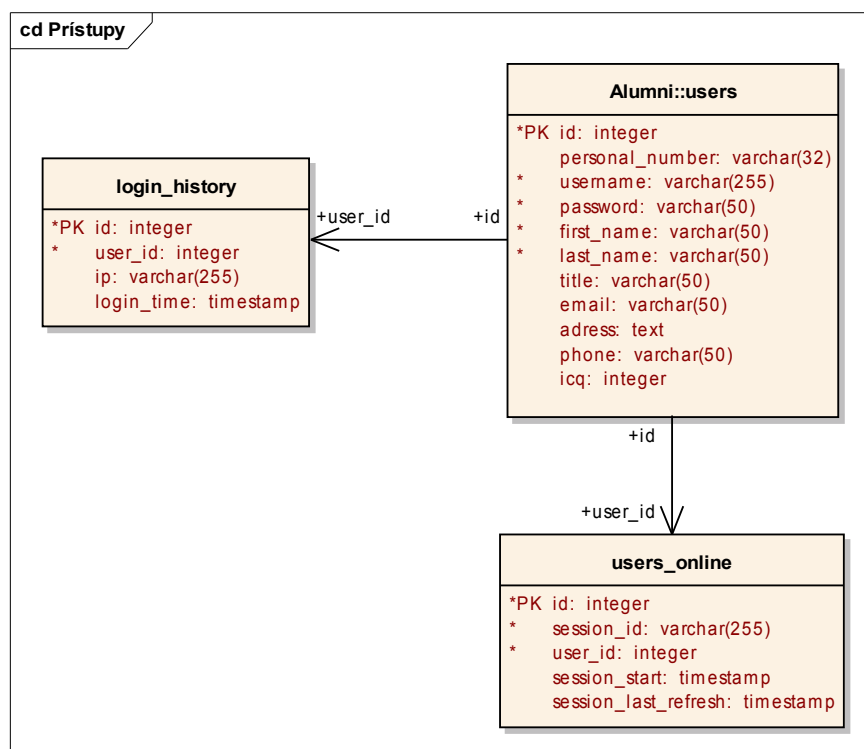 cd Prístupy
Alumni::users
*PK id: integer
personal_number: varchar(32)
* username: varchar(255)
* password: varchar(50)
* first_name: varchar(50)
* last_name: varchar(50)
title: varchar(50)
email: varchar(50)
adress: text
phone: varchar(50)
icq: integer
login_history
*PK id: integer
* user_id: integer
ip: varchar(255)
login_time: timestamp
+user_id
+id
+id
+user_id
users_online
*PK id: integer
* session_id: varchar(255)
* user_id: integer
session_start: timestamp
session_last_refresh: timestamp